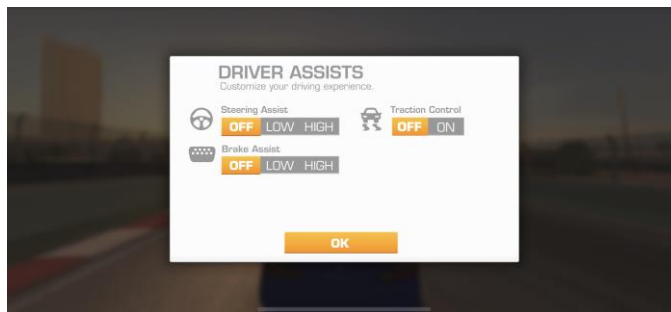 DRIVER ASSISTS
Customize your driving experience.
Steering Assist
OFF LOW HIGH
Traction Control
OFF ON
Brake Assist
OFF LOW HIGH
OK